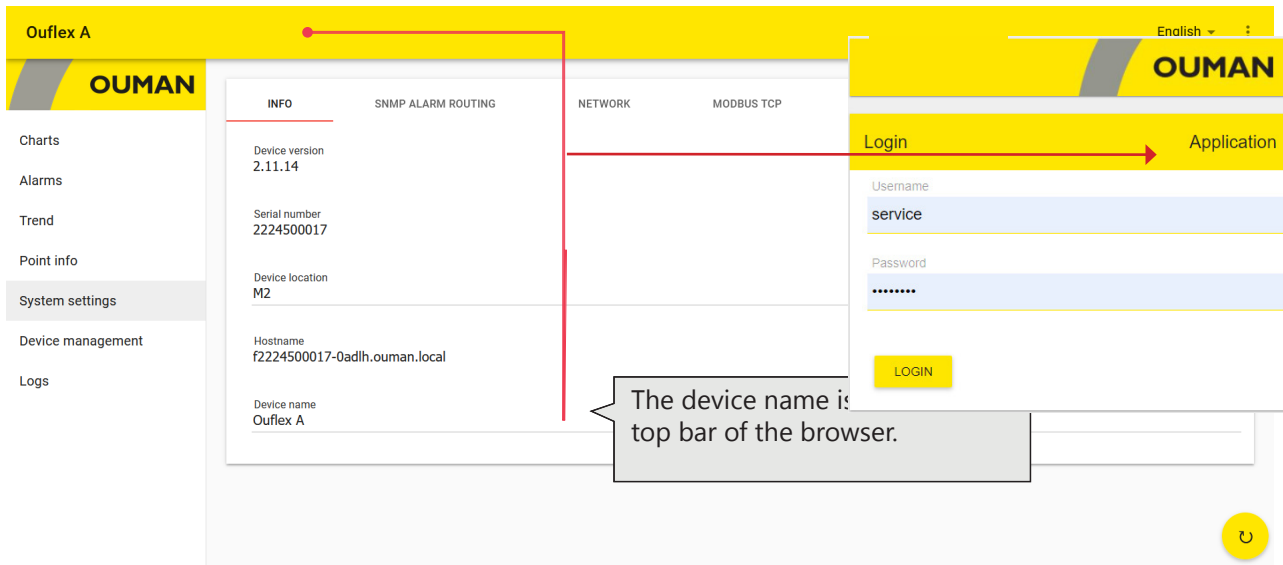 Ouflex A
English
OUMAN
Charts
Alarms
Trend
Point info
System settings
Device management
Logs
INFO
SNMP ALARM ROUTING
NETWORK
MODBUS TCP
Device version
2.11.14
Serial number
2224500017
Device location
M2
Hostname
f2224500017-0adlh.ouman.local
Device name
Ouflex A
The device name is
top bar of the browser.
OUMAN
Login
Application
Username
service
Password
••••••••
LOGIN